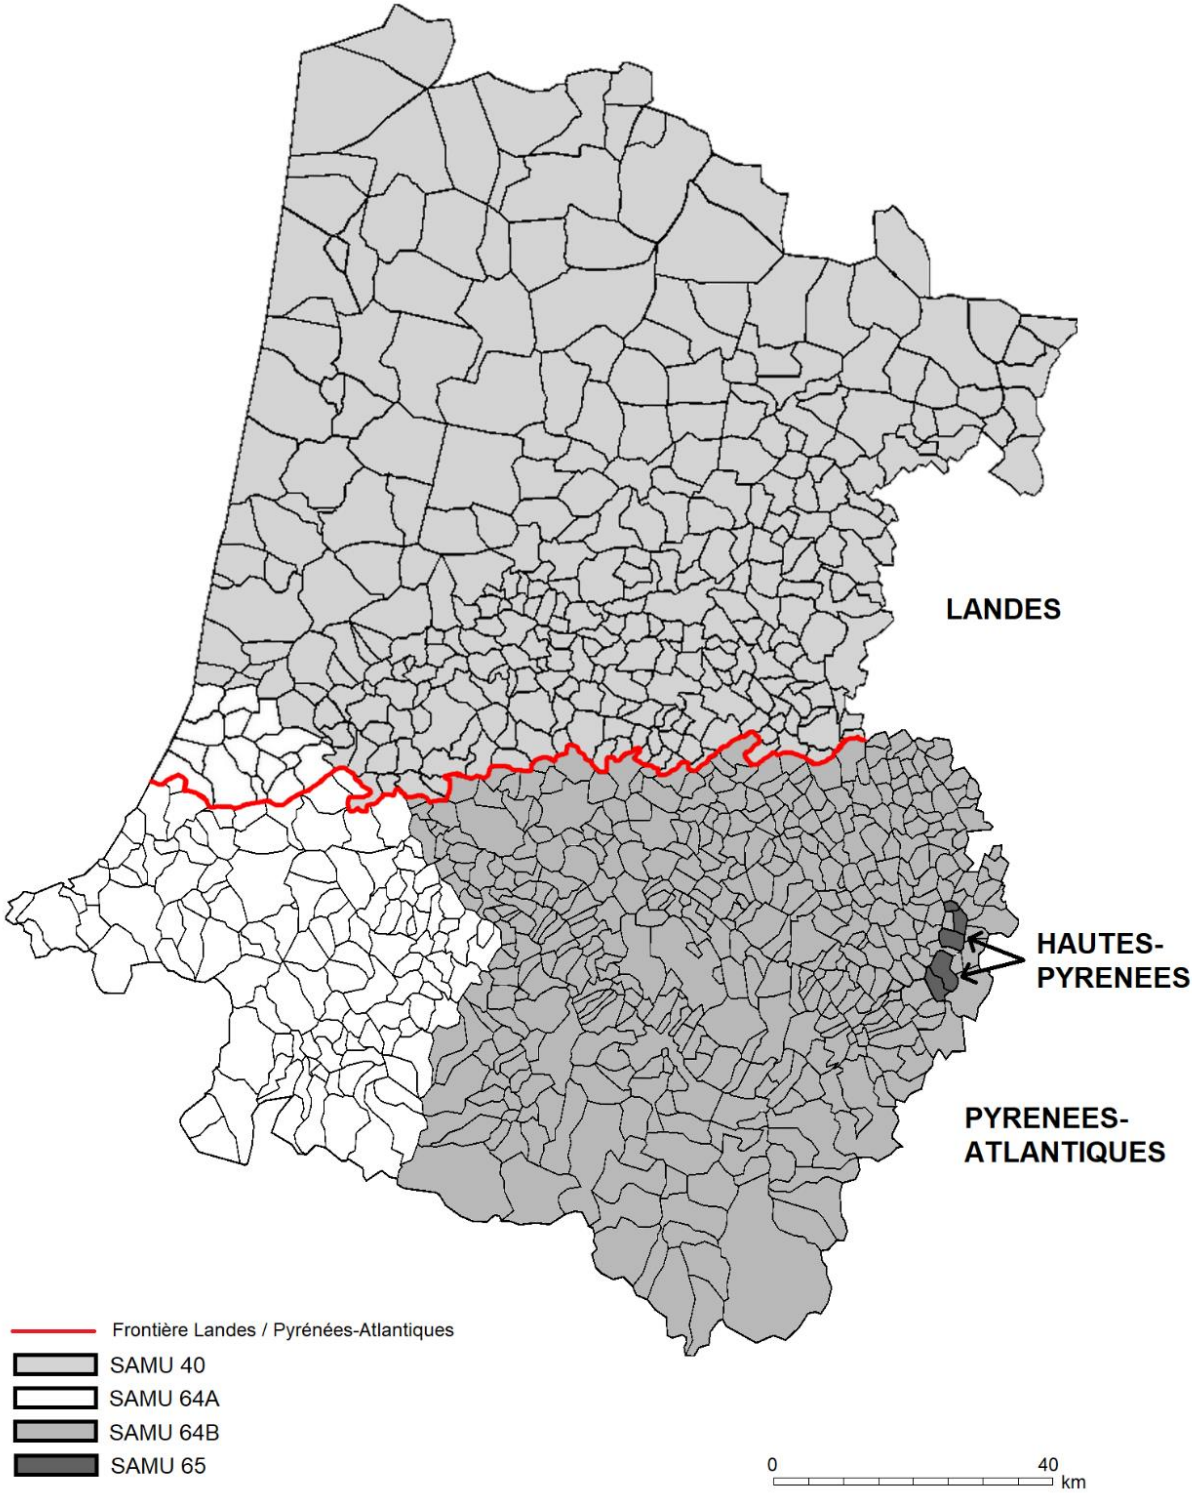 LANDES
HAUTES-
PYRENEES
PYRENEES-
ATLANTIQUES
Frontière Landes / Pyrénées-Atlantiques
SAMU 40
SAMU 64A
SAMU 64B
SAMU 65
0 40
km